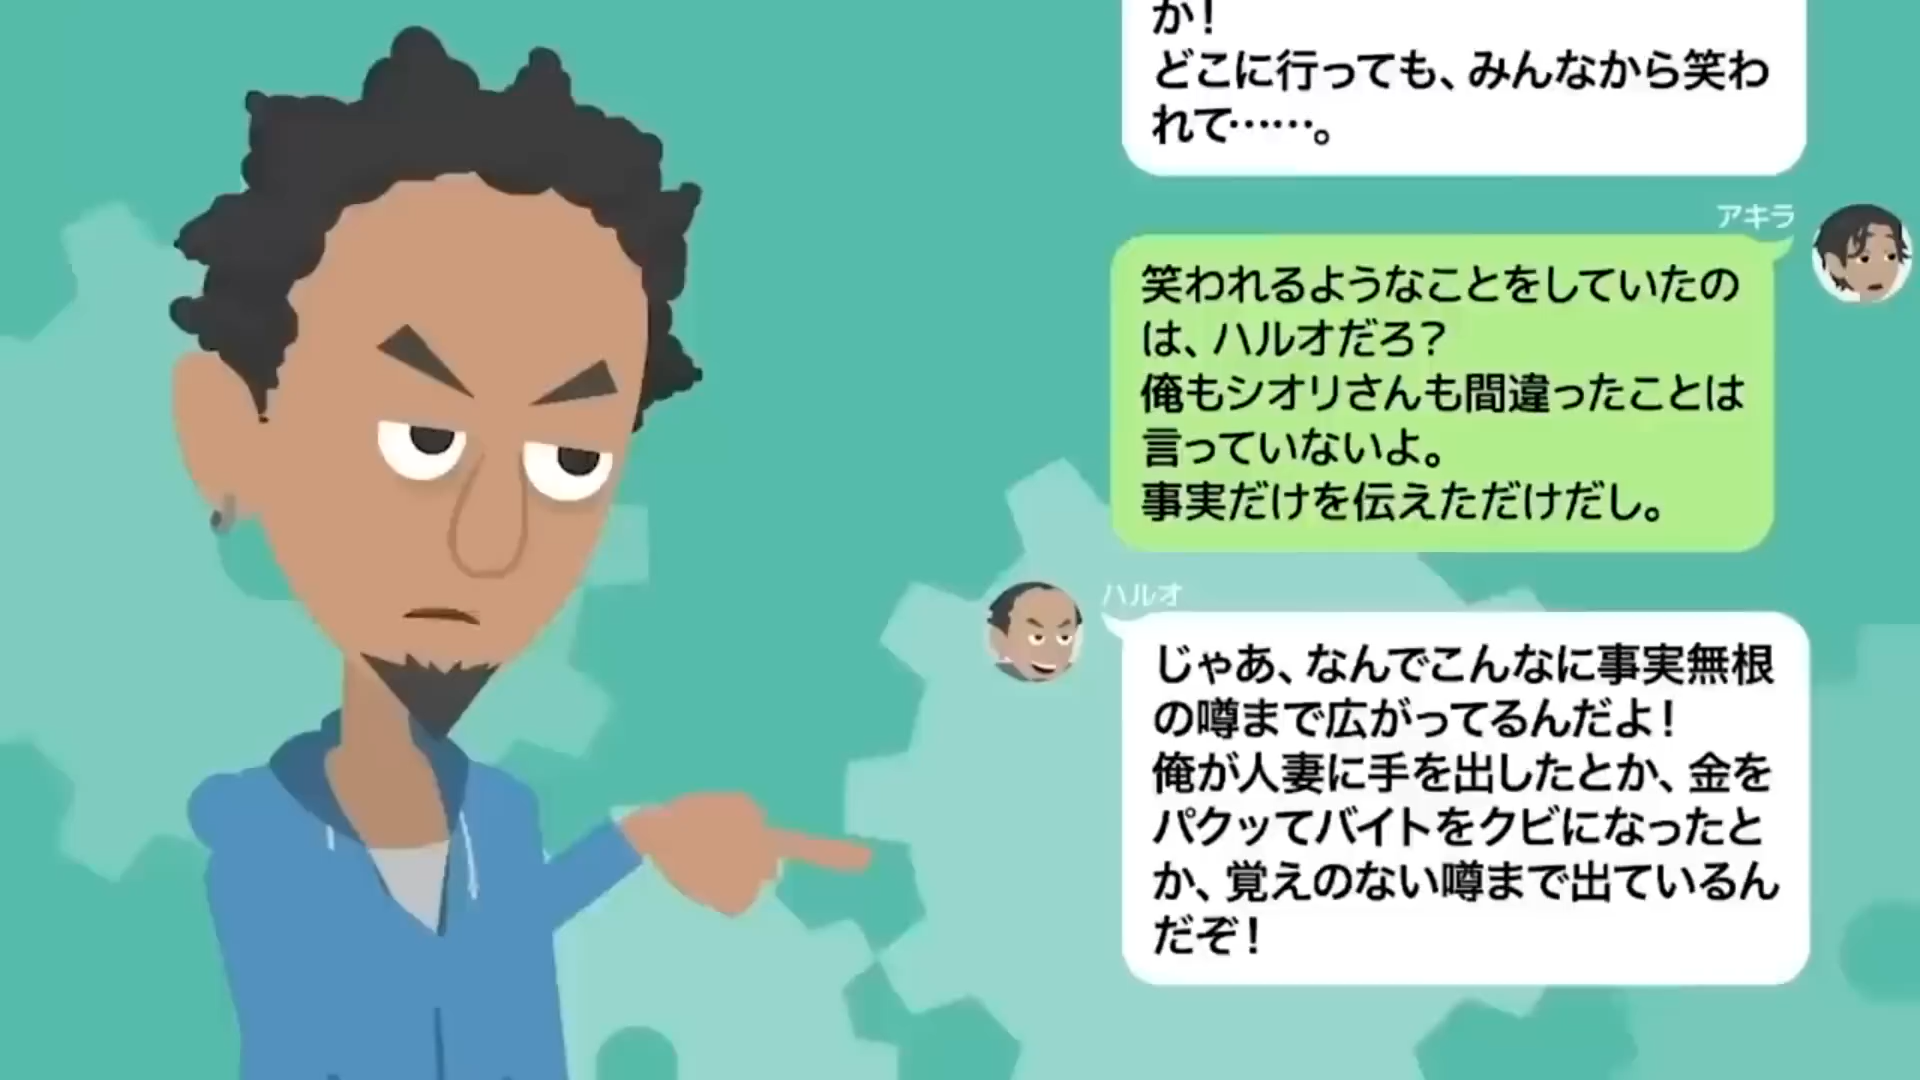 か！
どこに行っても、みんなから笑わ
れて……。
アキラ
笑われるようなことをしていたの
は、ハルオだろ？
俺もシオリさんも間違ったことは
言っていないよ。
事実だけを伝えただけだし。
ハルオ
じゃあ、なんでこんなに事実無根
の噂まで広がってるんだよ！
俺が人妻に手を出したとか、金を
パクッてバイトをクビになったと
か、覚えのない噂まで出ているん
だぞ！